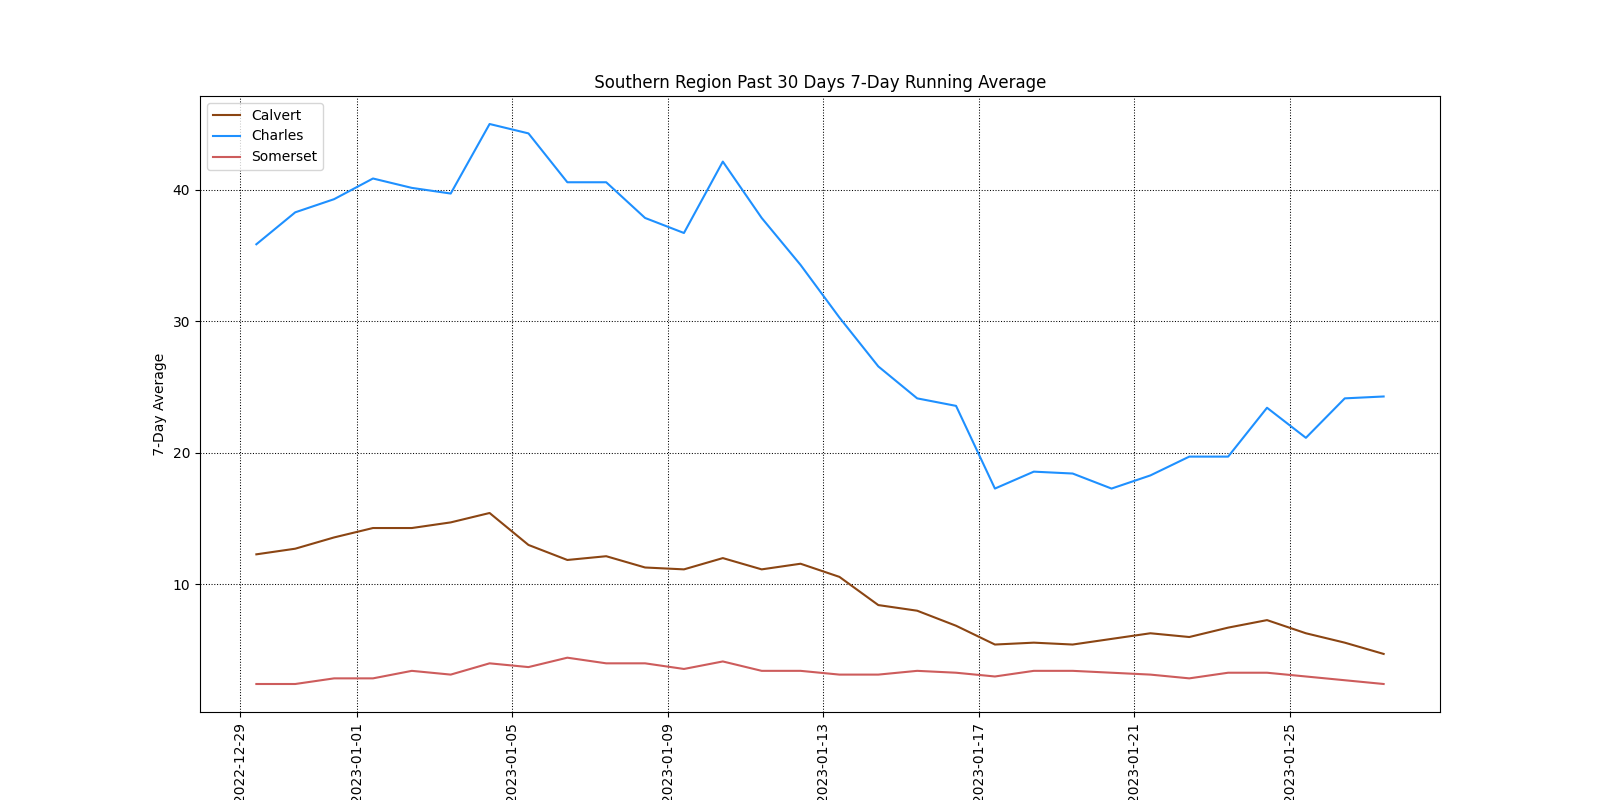 Southern Region Past 30 Days 7-Day Running Average
Calvert
Charles
Somerset
7-Day Average
40
30
20
10
2022-12-29
2023-01-01
2023-01-05
2023-01-09
2023-01-13
2023-01-17
2023-01-21
2023-01-25